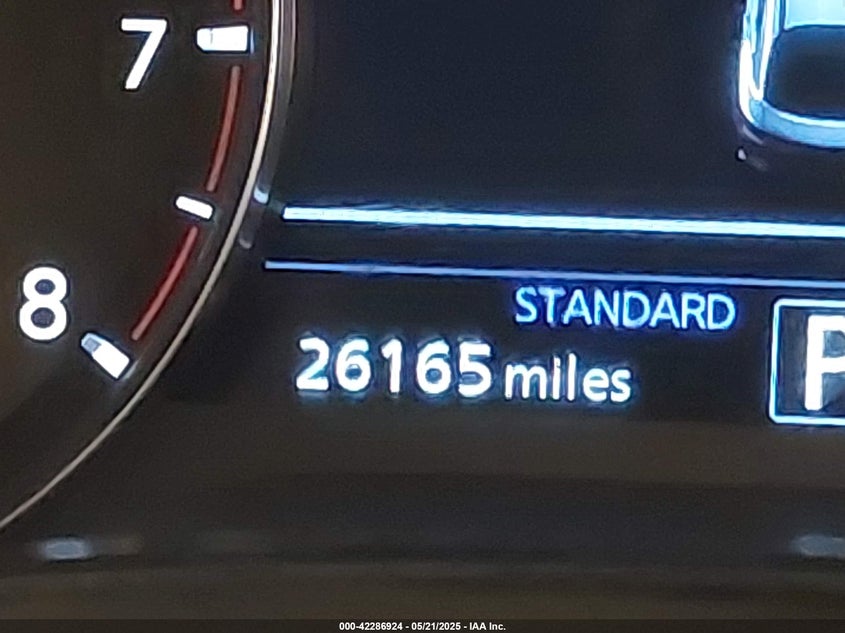 7
8
STANDARD
26165 miles
P
000-42286924 - 05/21/2025 - IAA Inc.